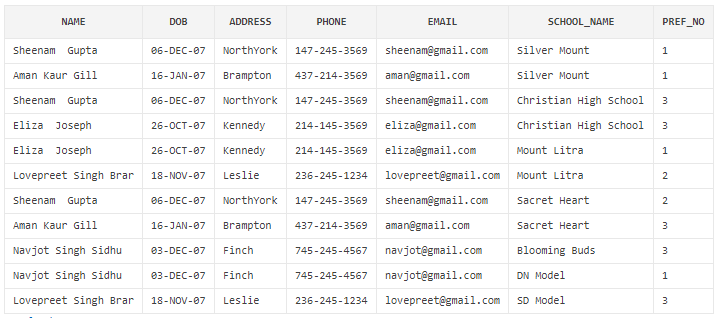 NAME DOB ADDRESS PHONE EMAIL SCHOOL_NAME PREF_NO
Sheenam  Gupta 06-DEC-07 NorthYork 147-245-3569 sheenam@gmail.com Silver Mount 1
Aman Kaur Gill 16-JAN-07 Brampton 437-214-3569 aman@gmail.com Silver Mount 1
Sheenam  Gupta 06-DEC-07 NorthYork 147-245-3569 sheenam@gmail.com Christian High School 3
Eliza  Joseph 26-OCT-07 Kennedy 214-145-3569 eliza@gmail.com Christian High School 3
Eliza  Joseph 26-OCT-07 Kennedy 214-145-3569 eliza@gmail.com Mount Litra 1
Lovepreet Singh Brar 18-NOV-07 Leslie 236-245-1234 lovepreet@gmail.com Mount Litra 2
Sheenam  Gupta 06-DEC-07 NorthYork 147-245-3569 sheenam@gmail.com Sacret Heart 2
Aman Kaur Gill 16-JAN-07 Brampton 437-214-3569 aman@gmail.com Sacret Heart 3
Navjot Singh Sidhu 03-DEC-07 Finch 745-245-4567 navjot@gmail.com Blooming Buds 3
Navjot Singh Sidhu 03-DEC-07 Finch 745-245-4567 navjot@gmail.com DN Model 1
Lovepreet Singh Brar 18-NOV-07 Leslie 236-245-1234 lovepreet@gmail.com SD Model 3